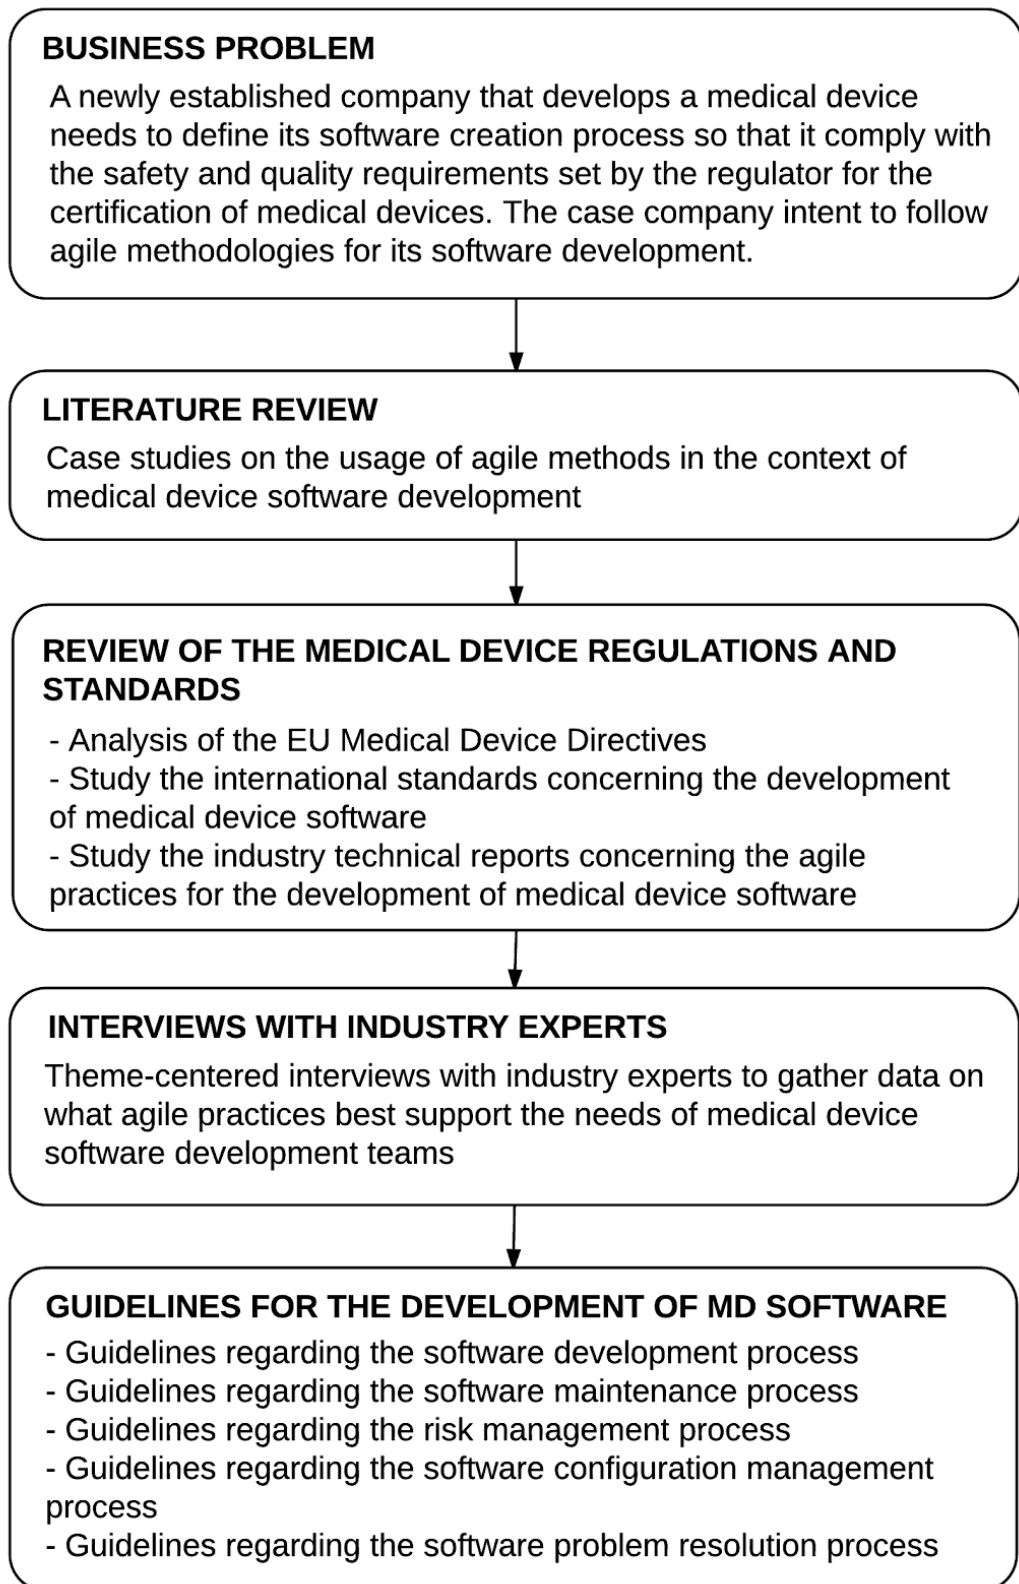 BUSINESS PROBLEM
A newly established company that develops a medical device
needs to define its software creation process so that it comply with
the safety and quality requirements set by the regulator for the
certification of medical devices. The case company intent to follow
agile methodologies for its software development.
LITERATURE REVIEW
Case studies on the usage of agile methods in the context of
medical device software development
REVIEW OF THE MEDICAL DEVICE REGULATIONS AND
STANDARDS
- Analysis of the EU Medical Device Directives
- Study the international standards concerning the development
of medical device software
- Study the industry technical reports concerning the agile
practices for the development of medical device software
INTERVIEWS WITH INDUSTRY EXPERTS
Theme-centered interviews with industry experts to gather data on
what agile practices best support the needs of medical device
software development teams
GUIDELINES FOR THE DEVELOPMENT OF MD SOFTWARE
- Guidelines regarding the software development process
- Guidelines regarding the software maintenance process
- Guidelines regarding the risk management process
- Guidelines regarding the software configuration management
process
- Guidelines regarding the software problem resolution process